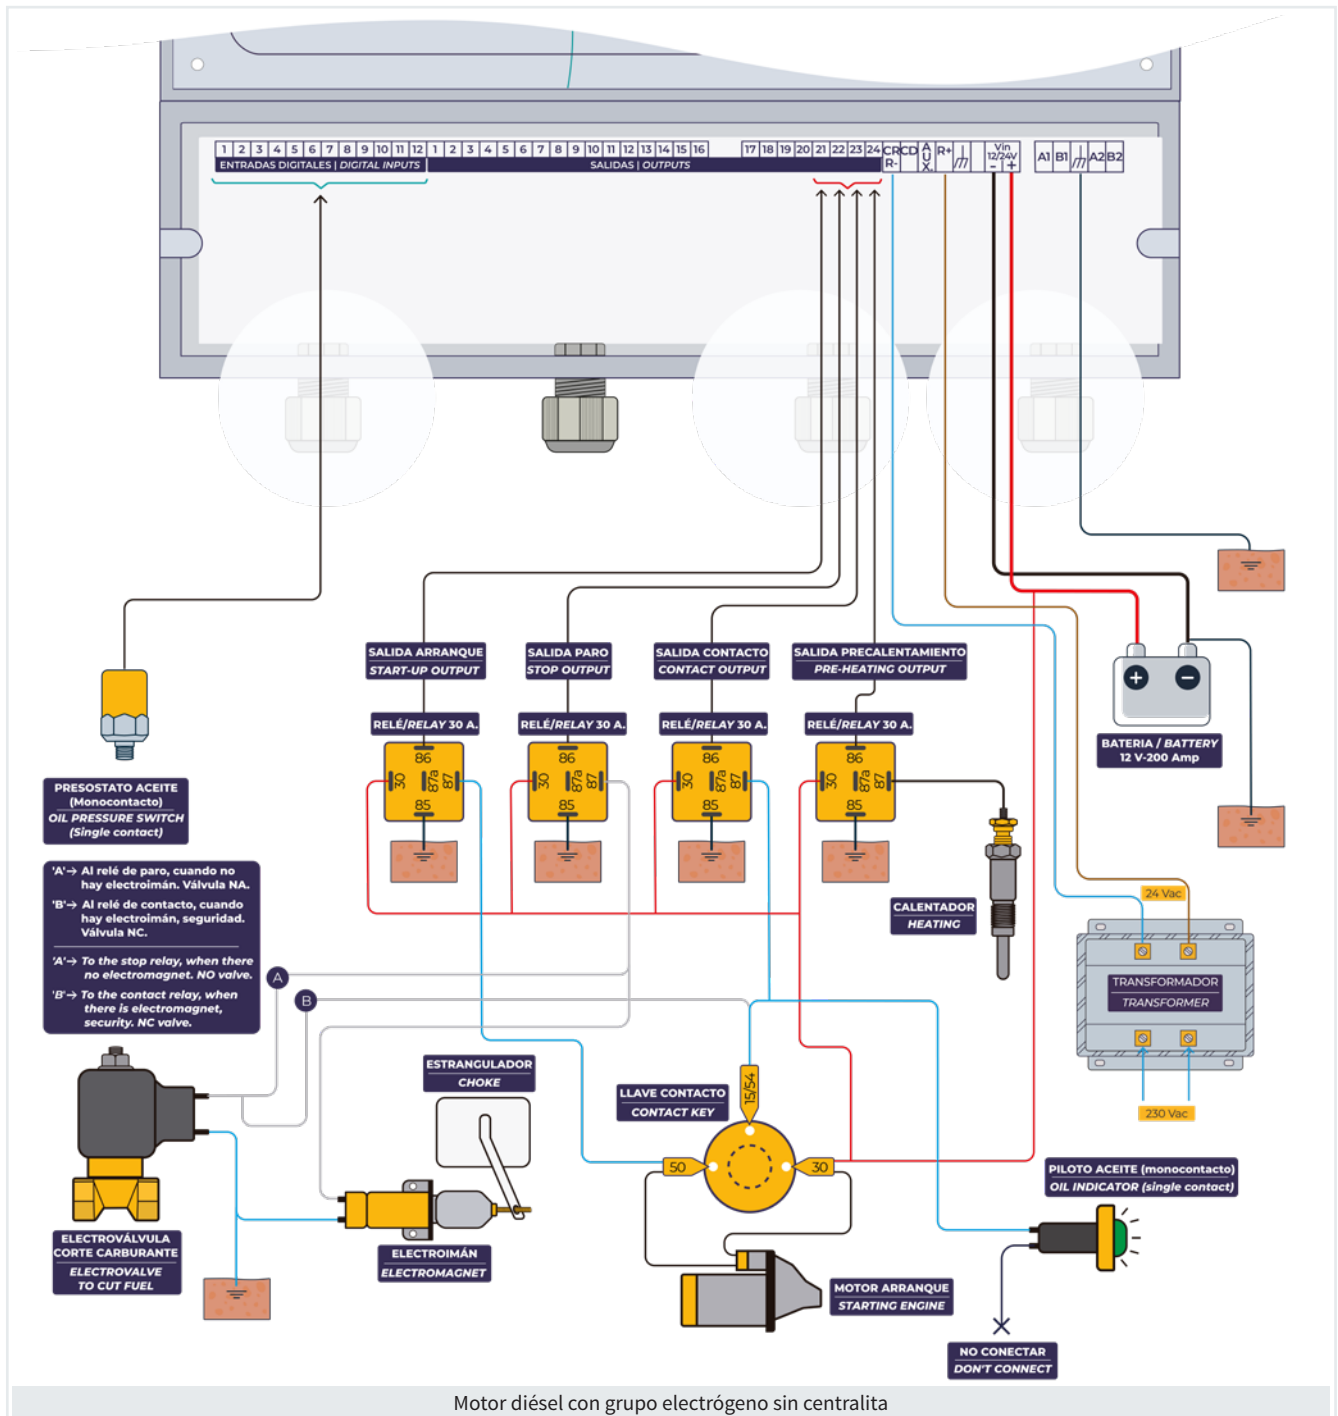 1 2 3 4 5 6 7 8 9 10 11 12 1 2 3 4 5 6 7 8 9 10 11 12 13 14 15 16 17 18 19 20 21 22 23 24 CR R- CD AUX. R+ Vin 12/24V - + A1 B1 A2 B2
ENTRADAS DIGITALES | DIGITAL INPUTS
SALIDAS | OUTPUTS
SALIDA ARRANQUE
START-UP OUTPUT
SALIDA PARO
STOP OUTPUT
SALIDA CONTACTO
CONTACT OUTPUT
SALIDA PRECALENTAMIENTO
PRE-HEATING OUTPUT
RELÉ/RELAY 30 A.
RELÉ/RELAY 30 A.
RELÉ/RELAY 30 A.
RELÉ/RELAY 30 A.
86
30 87a 87
85
86
30 87a 87
85
86
30 87a 87
85
86
30 87a 87
85
+ −
BATERIA / BATTERY
12 V-200 Amp
PRESOSTATO ACEITE
(Monocontacto)
OIL PRESSURE SWITCH
(Single contact)
'A'→ Al relé de paro, cuando no
hay electroimán. Válvula NA.
'B'→ Al relé de contacto, cuando
hay electroimán, seguridad.
Válvula NC.
'A'→ To the stop relay, when there
no electromagnet. NO valve.
'B'→ To the contact relay, when
there is electromagnet,
security. NC valve.
A
B
CALENTADOR
HEATING
24 Vac
TRANSFORMADOR
TRANSFORMER
230 Vac
ESTRANGULADOR
CHOKE
LLAVE CONTACTO
CONTACT KEY
15/54
50
30
PILOTO ACEITE (monocontacto)
OIL INDICATOR (single contact)
ELECTROVÁLVULA
CORTE CARBURANTE
ELECTROVALVE
TO CUT FUEL
ELECTROIMÁN
ELECTROMAGNET
MOTOR ARRANQUE
STARTING ENGINE
NO CONECTAR
DON'T CONNECT
Motor diésel con grupo electrógeno sin centralita